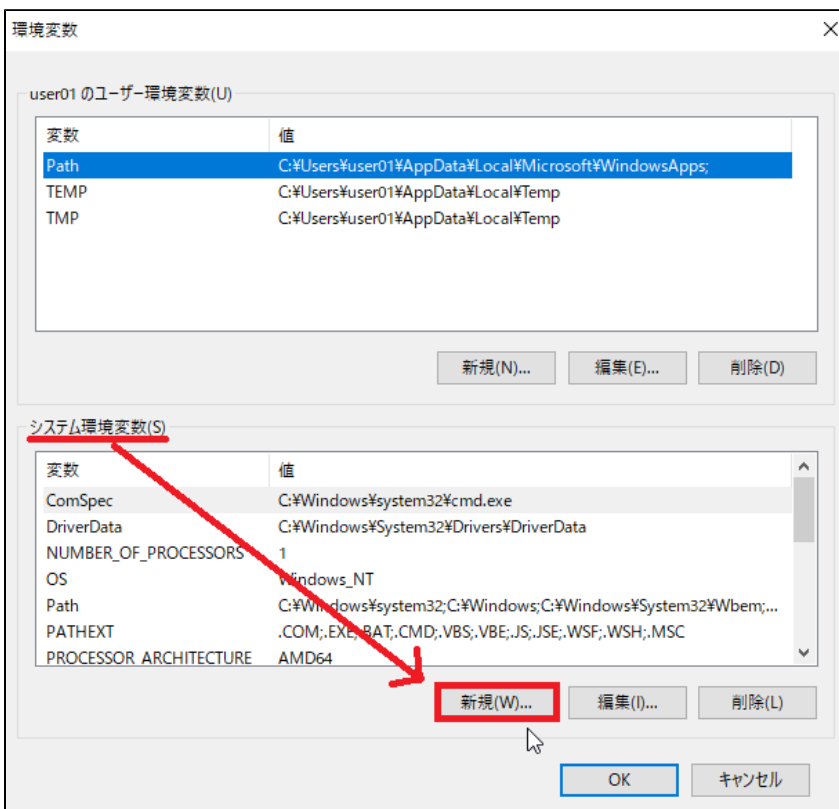 環境変数
user01 のユーザー環境変数(U)
変数 値
Path C:¥Users¥user01¥AppData¥Local¥Microsoft¥WindowsApps;
TEMP C:¥Users¥user01¥AppData¥Local¥Temp
TMP C:¥Users¥user01¥AppData¥Local¥Temp
新規(N)... 編集(E)... 削除(D)
システム環境変数(S)
変数 値
ComSpec C:¥Windows¥system32¥cmd.exe
DriverData C:¥Windows¥System32¥Drivers¥DriverData
NUMBER_OF_PROCESSORS 1
OS Windows_NT
Path C:¥Windows¥system32;C:¥Windows;C:¥Windows¥System32¥Wbem;...
PATHEXT .COM;.EXE;.BAT;.CMD;.VBS;.VBE;.JS;.JSE;.WSF;.WSH;.MSC
PROCESSOR_ARCHITECTURE AMD64
新規(W)... 編集(I)... 削除(L)
OK キャンセル